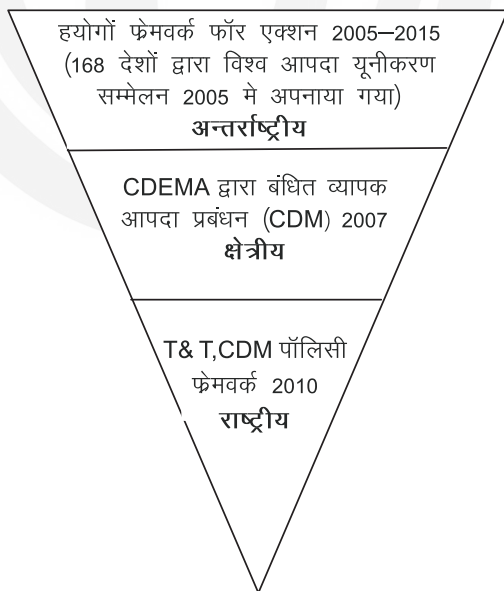 हयोगों फ्रेमवर्क फॉर एक्शन 2005–2015
(168 देशों द्वारा विश्व आपदा यूनीकरण
सम्मेलन 2005 मे अपनाया गया)
अन्तर्राष्ट्रीय
CDEMA द्वारा बंधित व्यापक
आपदा प्रबंधन (CDM) 2007
क्षेत्रीय
T& T,CDM पॉलिसी
फ्रेमवर्क 2010
राष्ट्रीय